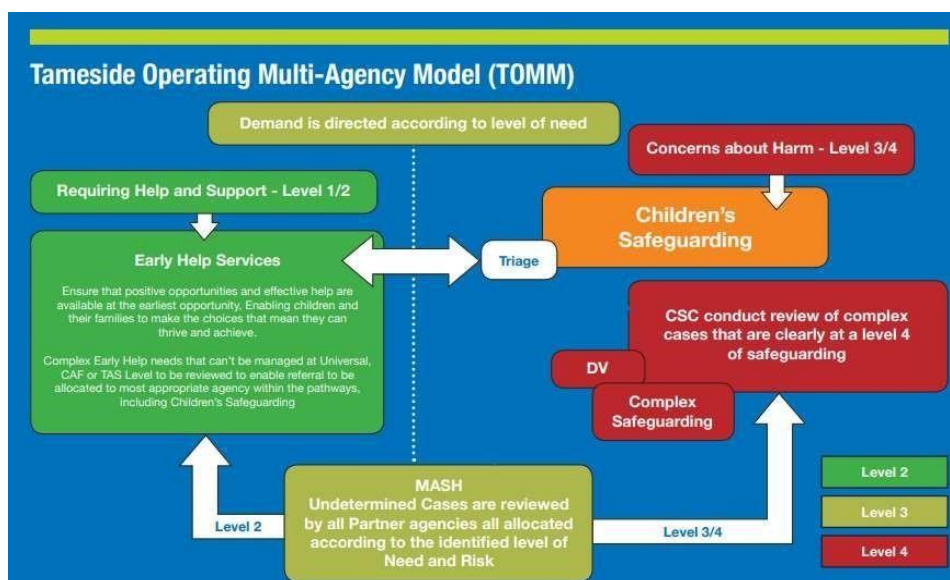 Tameside Operating Multi-Agency Model (TOMM)
Demand is directed according to level of need
Concerns about Harm - Level 3/4
Requiring Help and Support - Level 1/2
Children's
Safeguarding
Early Help Services
Triage
Ensure that positive opportunities and effective help are
available at the earliest opportunity, Enabling children and
their families to make the choices that mean they can
thrive and achieve.
Complex Early Help needs that can't be managed at Universal,
CAF or TAS Level to be reviewed to enable referral to be
allocated to most appropriate agency within the pathways,
including Children's Safeguarding
CSC conduct review of complex
cases that are clearly at a level 4
of safeguarding
DV
Complex
Safeguarding
MASH
Undetermined Cases are reviewed
by all Partner agencies all allocated
according to the identified level of
Need and Risk
Level 2
Level 3/4
Level 2
Level 3
Level 4